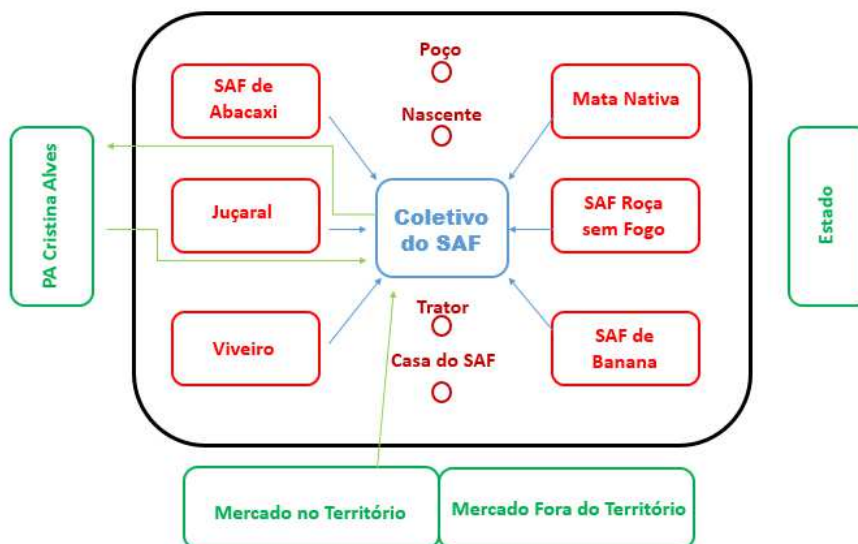 Poço
SAF de
Abacaxi
Mata Nativa
Nascente
PA Cristina Alves
Juçaral
Coletivo
do SAF
SAF Roça
sem Fogo
Estado
Trator
Viveiro
Casa do SAF
SAF de
Banana
Mercado no Território
Mercado Fora do Território